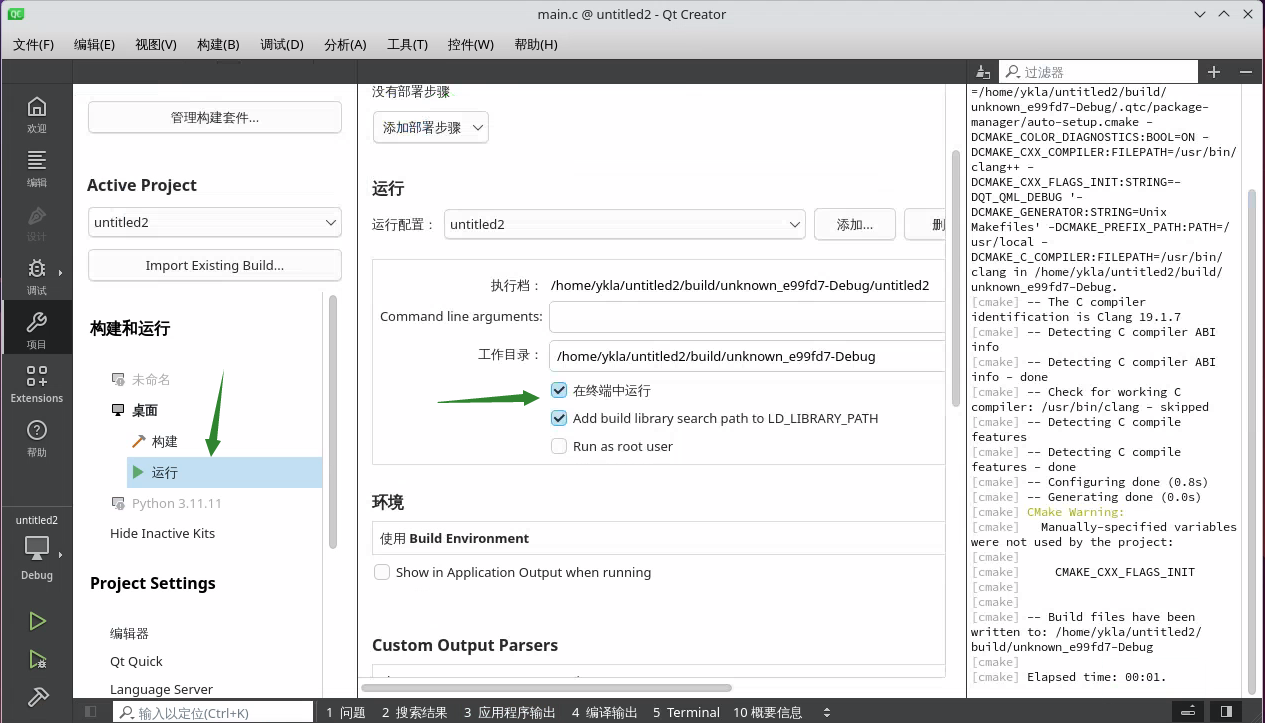 QC
main.c @ untitled2 - Qt Creator
文件(F) 编辑(E) 视图(V) 构建(B) 调试(D) 分析(A) 工具(T) 控件(W) 帮助(H)
欢迎
编辑
设计
调试
项目
Extensions
帮助
untitled2
Debug
管理构建套件...
Active Project
untitled2
Import Existing Build...
构建和运行
未命名
桌面
构建
运行
Python 3.11.11
Hide Inactive Kits
Project Settings
编辑器
Qt Quick
Language Server
没有部署步骤
添加部署步骤
运行
运行配置： untitled2 添加... 删
执行档： /home/ykla/untitled2/build/unknown_e99fd7-Debug/untitled2
Command line arguments:
工作目录： /home/ykla/untitled2/build/unknown_e99fd7-Debug
在终端中运行
Add build library search path to LD_LIBRARY_PATH
Run as root user
环境
使用 Build Environment
Show in Application Output when running
Custom Output Parsers
过滤器
=/home/ykla/untitled2/build/
unknown_e99fd7-Debug/.qtc/package-
manager/auto-setup.cmake -
DCMAKE_COLOR_DIAGNOSTICS:BOOL=ON -
DCMAKE_CXX_COMPILER:FILEPATH=/usr/bin/
clang++ -
DCMAKE_CXX_FLAGS_INIT:STRING=-
DQT_QML_DEBUG '-
DCMAKE_GENERATOR:STRING=Unix
Makefiles' -DCMAKE_PREFIX_PATH:PATH=/
usr/local -
DCMAKE_C_COMPILER:FILEPATH=/usr/bin/
clang in /home/ykla/untitled2/build/
unknown_e99fd7-Debug.
[cmake] -- The C compiler
identification is Clang 19.1.7
[cmake] -- Detecting C compiler ABI
info
[cmake] -- Detecting C compiler ABI
info - done
[cmake] -- Check for working C
compiler: /usr/bin/clang - skipped
[cmake] -- Detecting C compile
features
[cmake] -- Detecting C compile
features - done
[cmake] -- Configuring done (0.8s)
[cmake] -- Generating done (0.0s)
[cmake] CMake Warning:
[cmake]   Manually-specified variables
were not used by the project:
[cmake]
[cmake]     CMAKE_CXX_FLAGS_INIT
[cmake]
[cmake]
[cmake] -- Build files have been
written to: /home/ykla/untitled2/
build/unknown_e99fd7-Debug
[cmake]
[cmake] Elapsed time: 00:01.
输入以定位(Ctrl+K) 1 问题 2 搜索结果 3 应用程序输出 4 编译输出 5 Terminal 10 概要信息